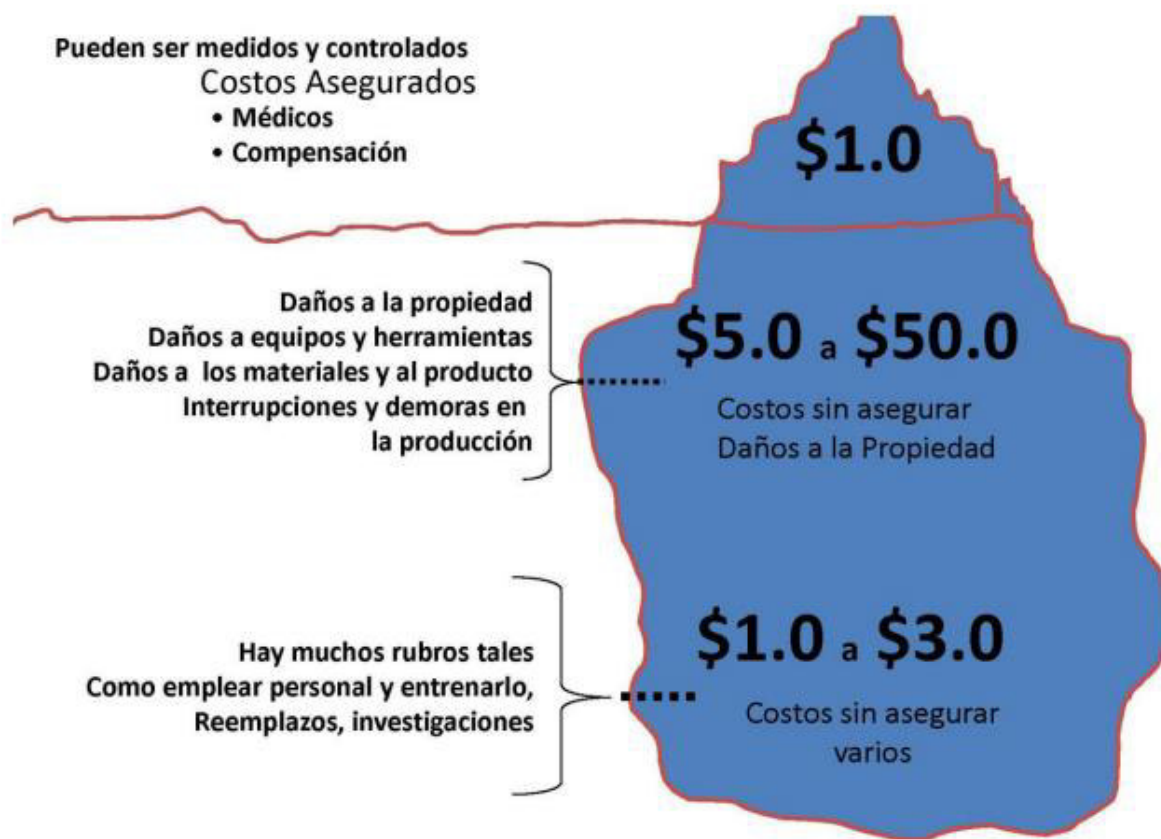 Pueden ser medidos y controlados
Costos Asegurados
• Médicos
• Compensación
$1.0
Daños a la propiedad
Daños a equipos y herramientas
Daños a los materiales y al producto
Interrupciones y demoras en
la producción
$5.0 a $50.0
Costos sin asegurar
Daños a la Propiedad
Hay muchos rubros tales
Como emplear personal y entrenarlo,
Reemplazos, investigaciones
$1.0 a $3.0
Costos sin asegurar
varios